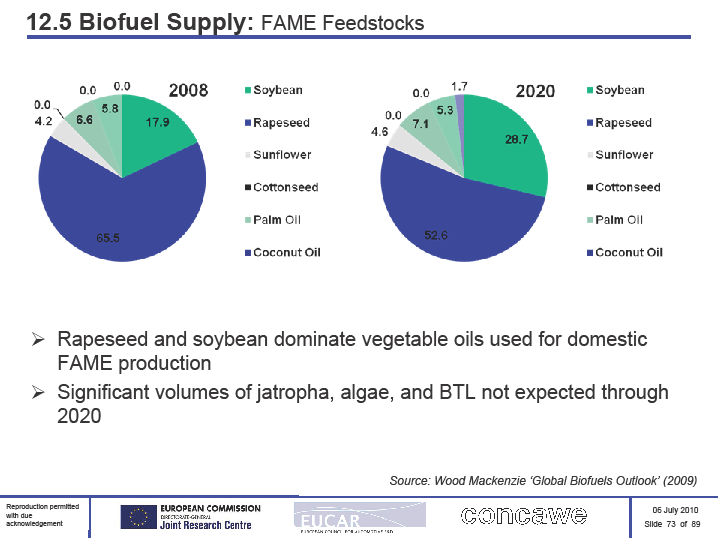 12.5 Biofuel Supply: FAME Feedstocks
2008
0.0
0.0
0.0
4.2
6.6
5.8
17.9
65.5
Soybean
Rapeseed
Sunflower
Cottonseed
Palm Oil
Coconut Oil
2020
1.7
0.0
0.0
4.6
7.1
5.3
28.7
52.6
Soybean
Rapeseed
Sunflower
Cottonseed
Palm Oil
Coconut Oil
➢ Rapeseed and soybean dominate vegetable oils used for domestic
FAME production
➢ Significant volumes of jatropha, algae, and BTL not expected through
2020
Source: Wood Mackenzie ‘Global Biofuels Outlook’ (2009)
Reproduction permitted
with due
acknowledgement
EUROPEAN COMMISSION
DIRECTORATE-GENERAL
Joint Research Centre
EUCAR
EUROPEAN COUNCIL FOR AUTOMOTIVE R&D
concawe
06 July 2010
Slide 73 of 89